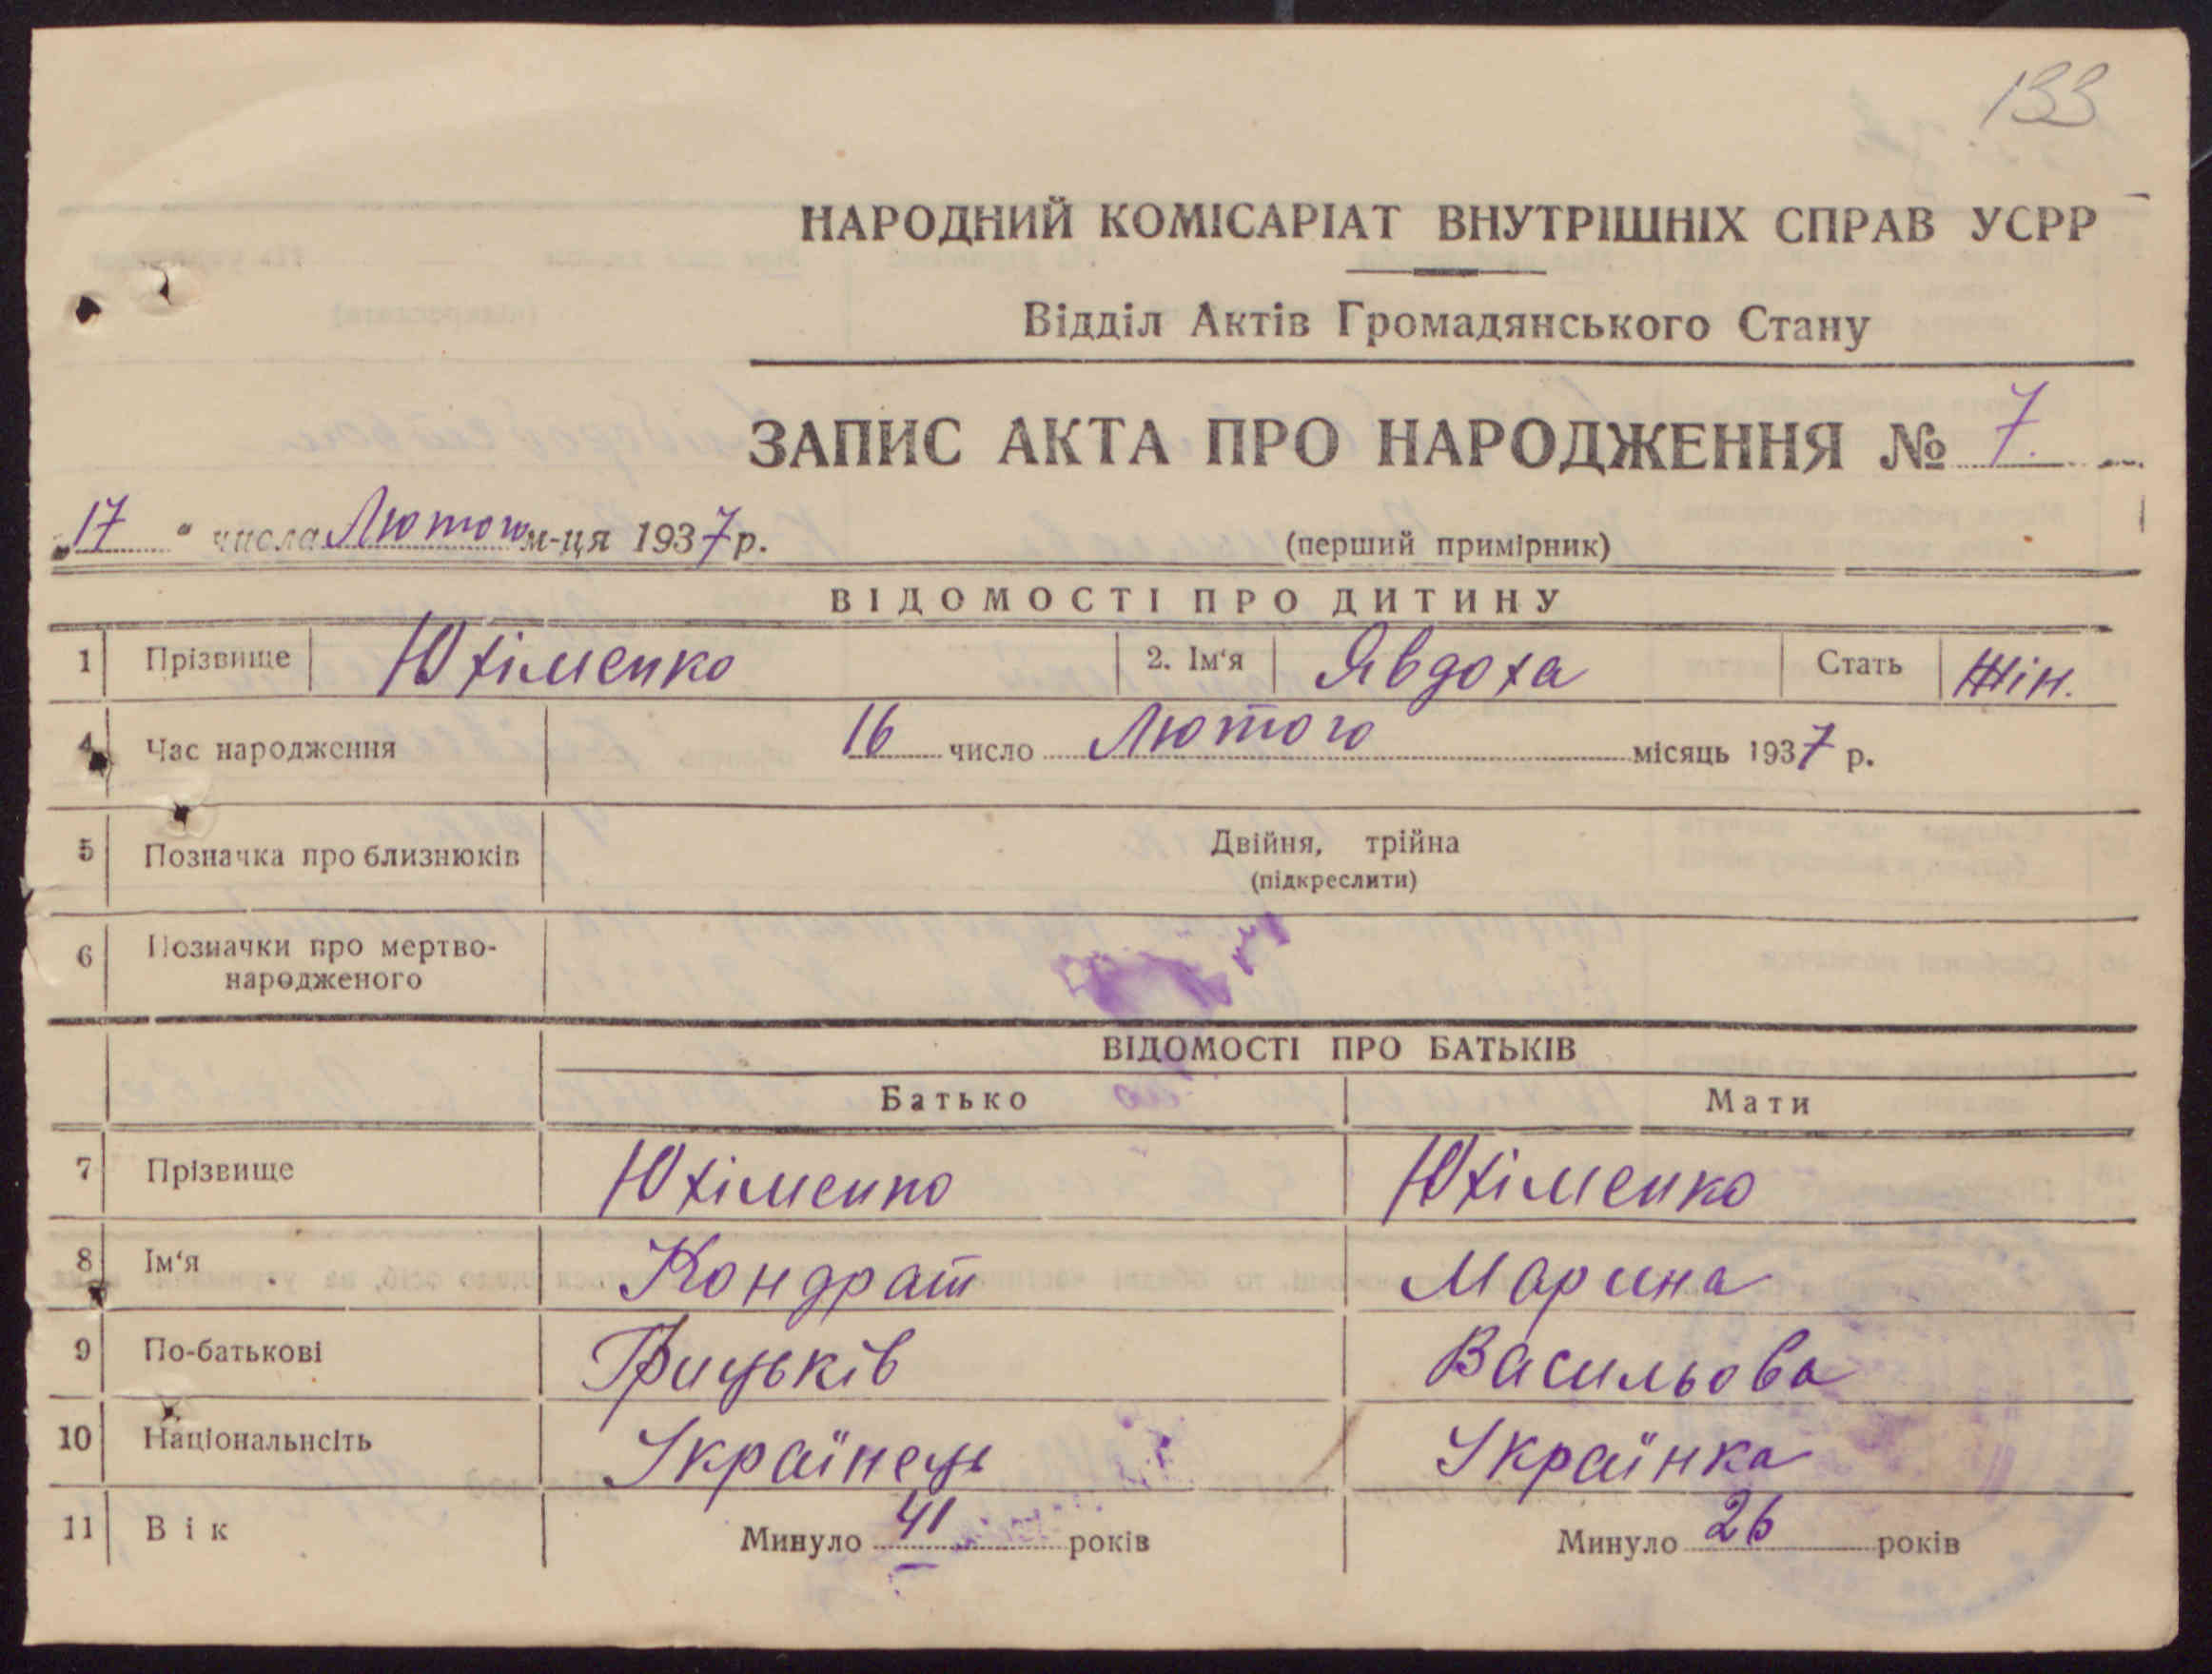 133
НАРОДНИЙ КОМІСАРІАТ ВНУТРІШНІХ СПРАВ УСРР
Відділ Актів Громадянського Стану
ЗАПИС АКТА ПРО НАРОДЖЕННЯ № 7.
„17“ числа Лютого м-ця 1937 р. (перший примірник)
ВІДОМОСТІ ПРО ДИТИНУ
1 Прізвище Юхіменко 2. Ім‘я Явдоха Стать Жін.
4 Час народження 16 число Лютого місяць 1937 р.
5 Позначка про близнюків Двійня, трійна
(підкреслити)
6 Позначки про мертво-
народженого
ВІДОМОСТІ ПРО БАТЬКІВ
Батько Мати
7 Прізвище Юхіменко Юхіменко
8 Ім‘я Кондрат Марина
9 По-батькові Грицьків Васильова
10 Національнсіть Українець Українка
11 Вік Минуло 41 років Минуло 26 років